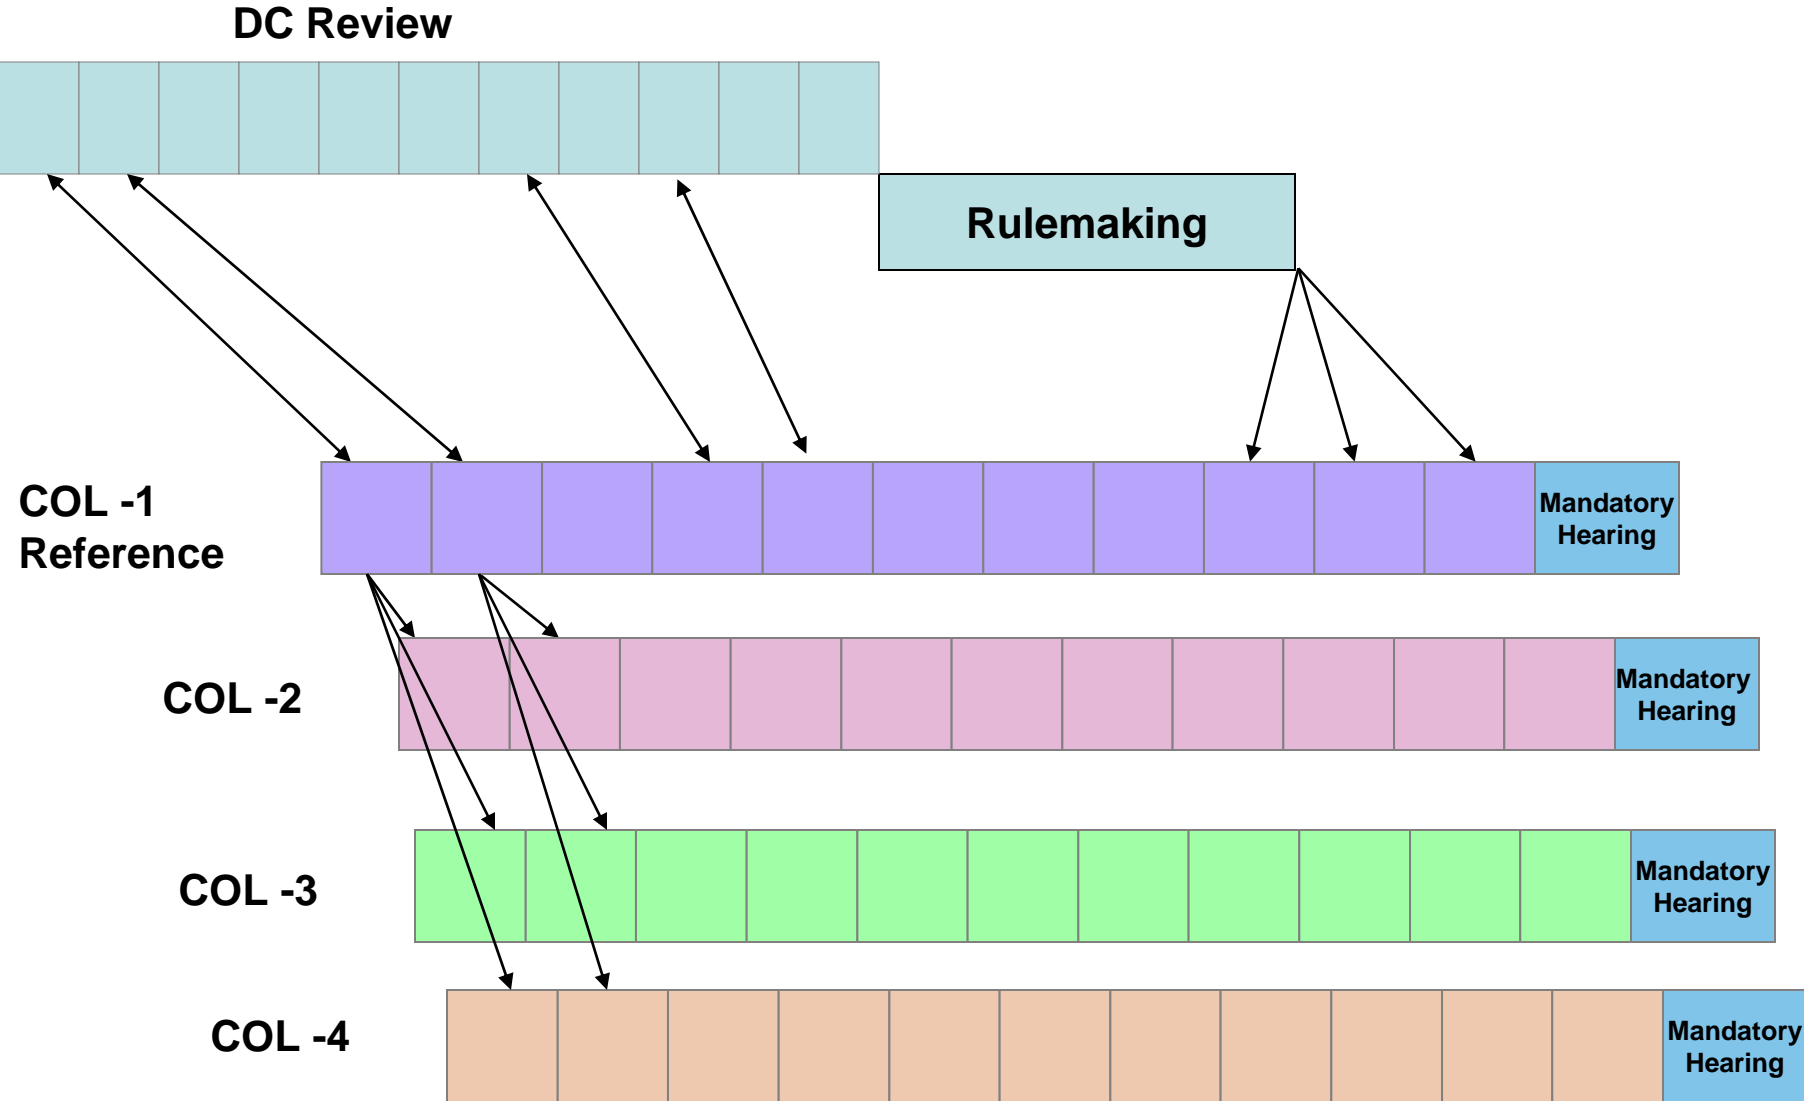 DC Review
Rulemaking
COL -1
Reference
Mandatory
Hearing
COL -2
Mandatory
Hearing
COL -3
Mandatory
Hearing
COL -4
Mandatory
Hearing